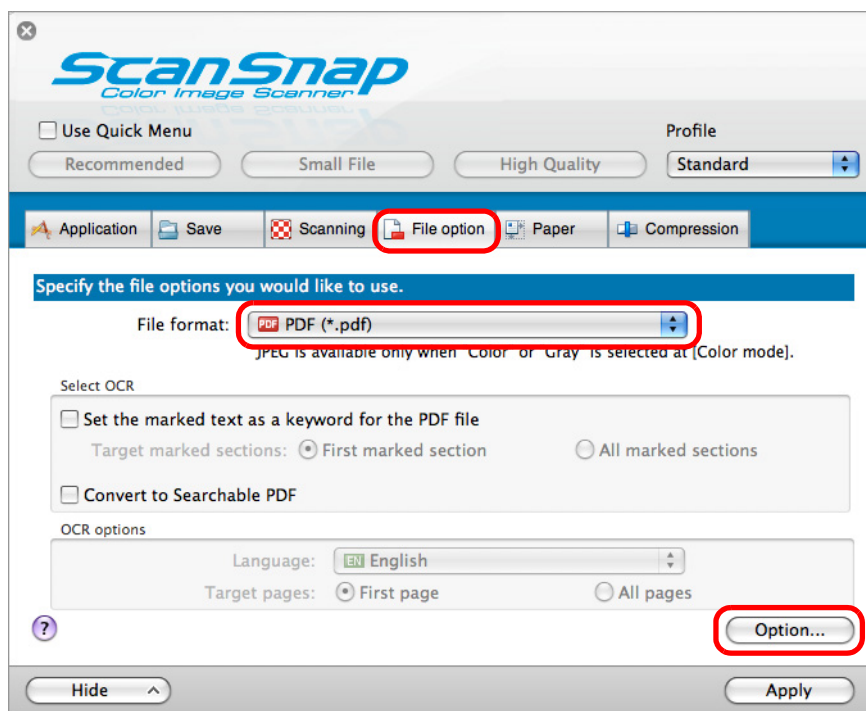 ScanSnap
Color Image Scanner
Use Quick Menu
Profile
Recommended
Small File
High Quality
Standard
Application
Save
Scanning
File option
Paper
Compression
Specify the file options you would like to use.
File format:
PDF
PDF (*.pdf)
JPEG is available only when "Color" or "Gray" is selected at [Color mode].
Select OCR
Set the marked text as a keyword for the PDF file
Target marked sections:
First marked section
All marked sections
Convert to Searchable PDF
OCR options
Language:
EN
English
Target pages:
First page
All pages
?
Option...
Hide
Apply